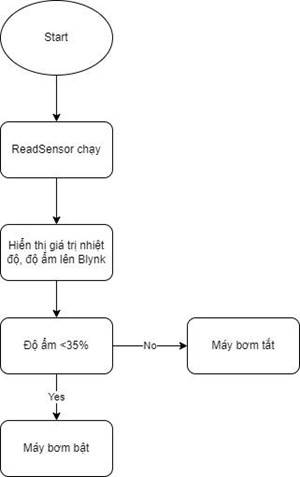 Start
ReadSensor chạy
Hiển thị giá trị nhiệt
độ, độ ẩm lên Blynk
Độ ẩm <35%
No
Máy bơm tắt
Yes
Máy bơm bật